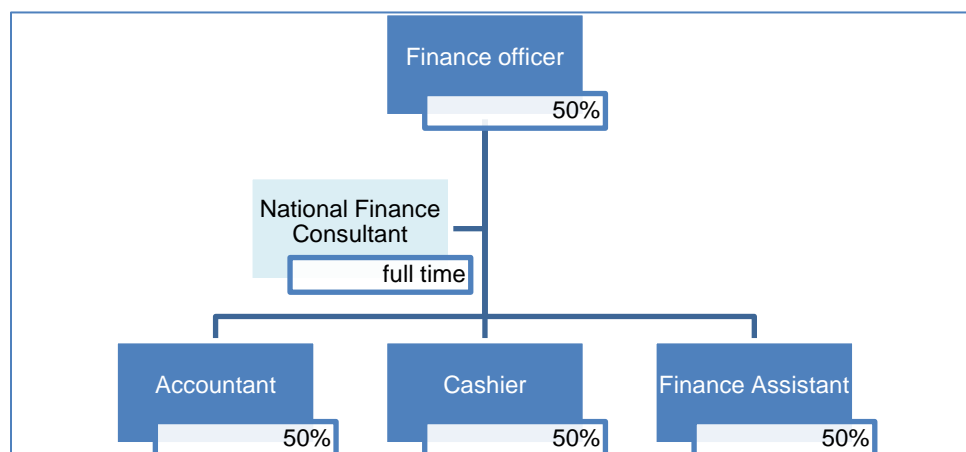 Finance officer
50%
National Finance
Consultant
full time
Accountant
Cashier
Finance Assistant
50%
50%
50%